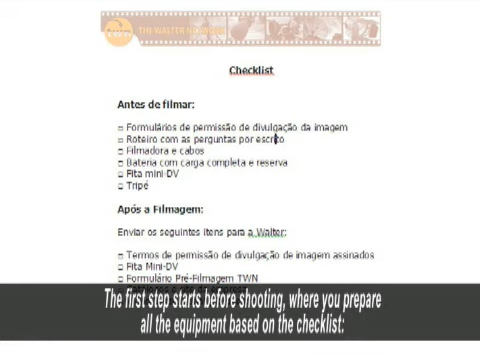 THE WALTER NETWORK
Checklist
Antes de filmar:
□ Formulários de permissão de divulgação da imagem
□ Roteiro com as perguntas por escrito
□ Filmadora e cabos
□ Bateria com carga completa e reserva
□ Fita mini-DV
□ Tripé
Após a Filmagem:
Enviar os seguintes itens para a Walter:
□ Termos de permissão de divulgação de imagem assinados
□ Fita Mini-DV
□ Formulário Pré-Filmagem TWN
The first step starts before shooting, where you prepare
all the equipment based on the checklist: